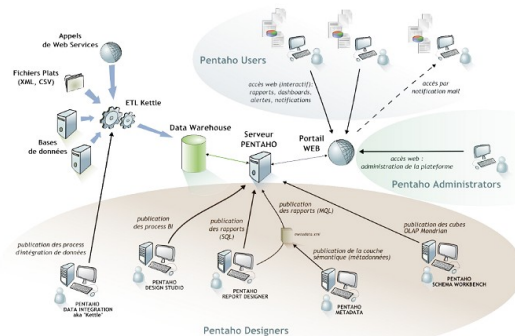 Appels
de Web Services
Fichiers Plats
(XML, CSV)
ETL Kettle
Bases
de données
Data Warehouse
Serveur
PENTAHO
Portail
WEB
Pentaho Users
accès web (interactif):
rapports, dashboards,
alertes, notifications
accès par
notification mail
accès web :
administration de la plateforme
Pentaho Administrators
publication des process
d'intégration de données
publication
des process BI
publication
des rapports
(SQL)
publication
des rapports (MQL)
metadata.xmi
publication de la couche
sémantique (métadonnées)
publication des cubes
OLAP Mondrian
PENTAHO
DATA INTEGRATION
aka "Kettle"
PENTAHO
DESIGN STUDIO
PENTAHO
REPORT DESIGNER
PENTAHO
METADATA
PENTAHO
SCHEMA WORKBENCH
Pentaho Designers